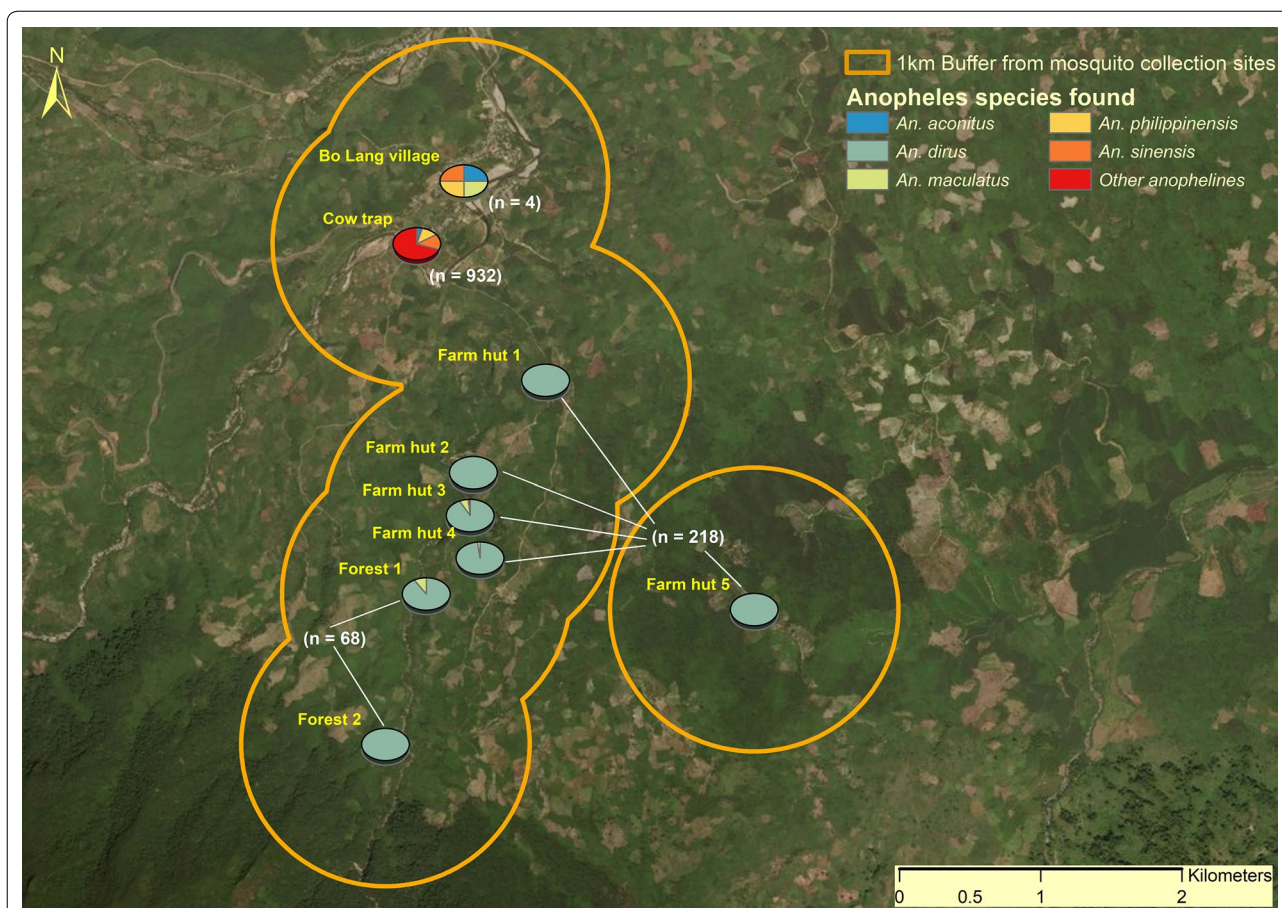 N
1km Buffer from mosquito collection sites
Anopheles species found
An. aconitus
An. philippinensis
An. dirus
An. sinensis
An. maculatus
Other anophelines
Bo Lang village
(n = 4)
Cow trap
(n = 932)
Farm hut 1
Farm hut 2
Farm hut 3
Farm hut 4
(n = 218)
Forest 1
Farm hut 5
(n = 68)
Forest 2
Kilometers
0 0.5 1 2